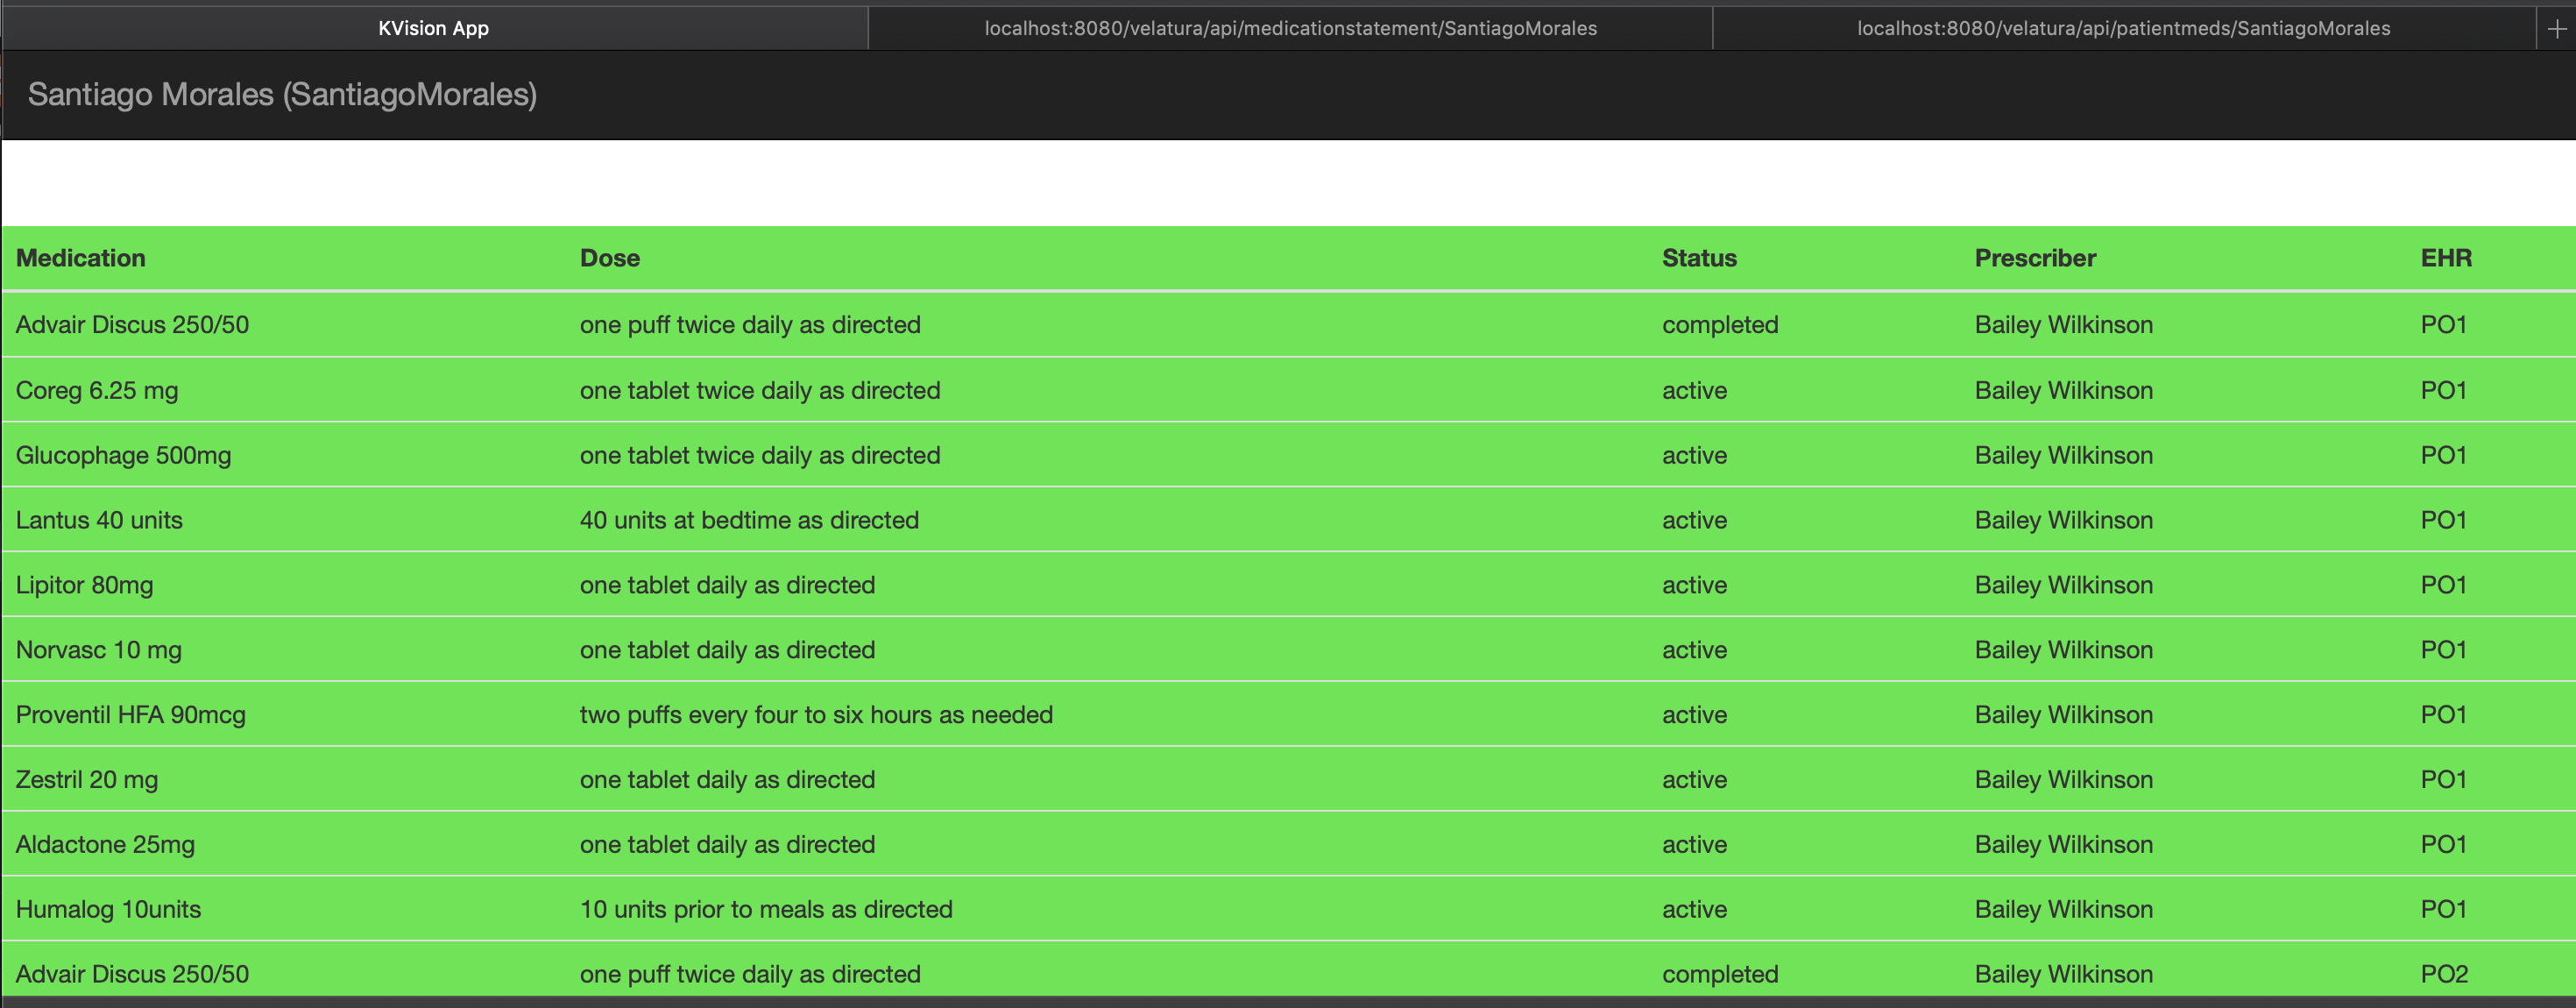 KVision App localhost:8080/velatura/api/medicationstatement/SantiagoMorales localhost:8080/velatura/api/patientmeds/SantiagoMorales
Santiago Morales (SantiagoMorales)
Medication Dose Status Prescriber EHR
Advair Discus 250/50 one puff twice daily as directed completed Bailey Wilkinson PO1
Coreg 6.25 mg one tablet twice daily as directed active Bailey Wilkinson PO1
Glucophage 500mg one tablet twice daily as directed active Bailey Wilkinson PO1
Lantus 40 units 40 units at bedtime as directed active Bailey Wilkinson PO1
Lipitor 80mg one tablet daily as directed active Bailey Wilkinson PO1
Norvasc 10 mg one tablet daily as directed active Bailey Wilkinson PO1
Proventil HFA 90mcg two puffs every four to six hours as needed active Bailey Wilkinson PO1
Zestril 20 mg one tablet daily as directed active Bailey Wilkinson PO1
Aldactone 25mg one tablet daily as directed active Bailey Wilkinson PO1
Humalog 10units 10 units prior to meals as directed active Bailey Wilkinson PO1
Advair Discus 250/50 one puff twice daily as directed completed Bailey Wilkinson PO2